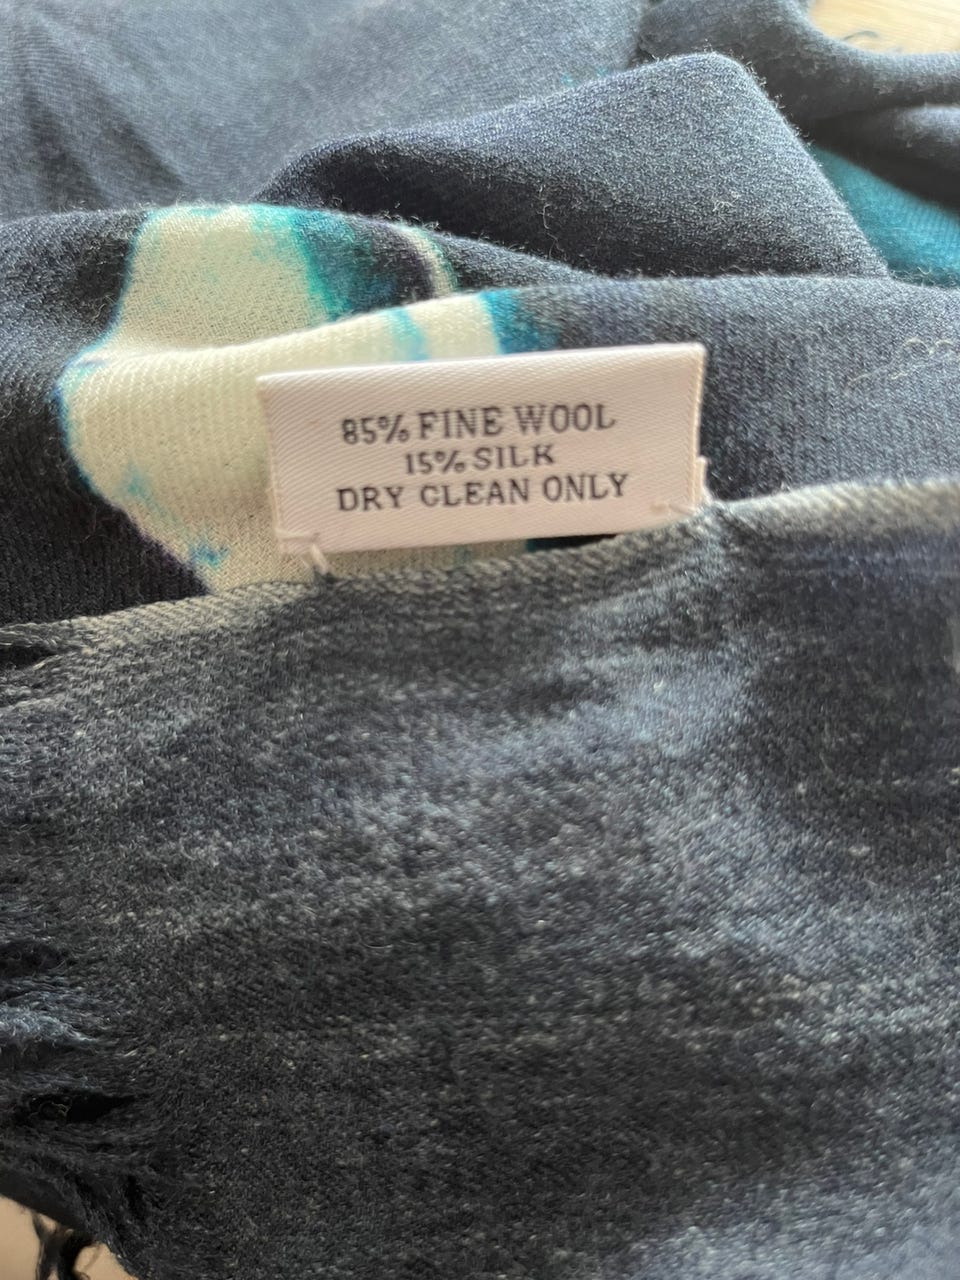 85% FINE WOOL
15% SILK
DRY CLEAN ONLY